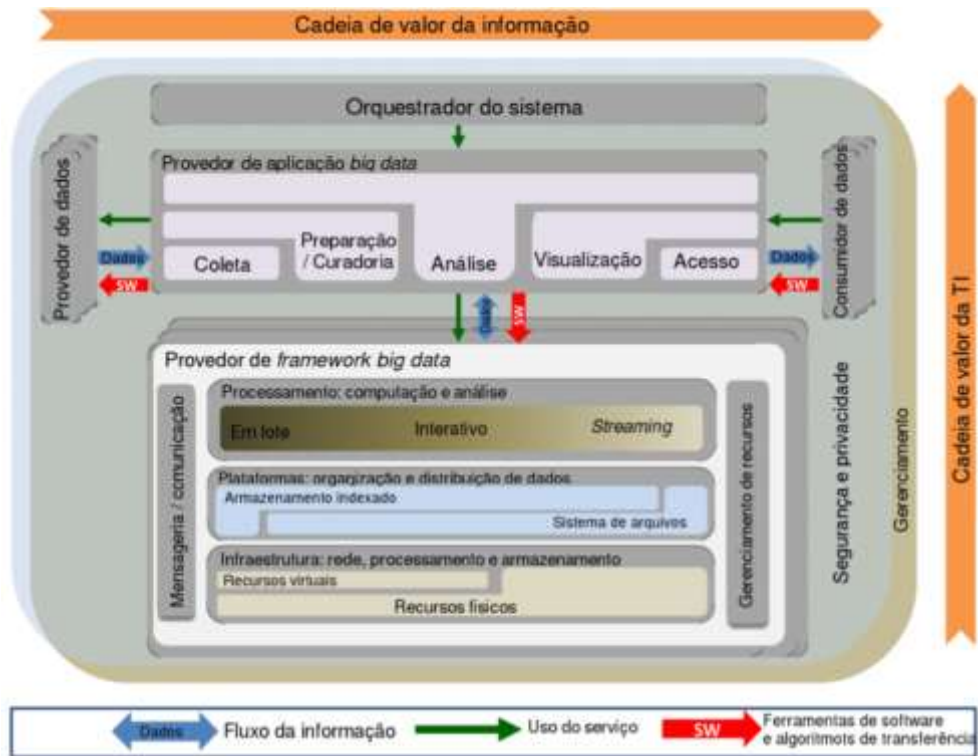 Cadeia de valor da informação
Orquestrador do sistema
Provedor de dados
Provedor de aplicação big data
Consumidor de dados
Cadeia de valor da TI
Coleta
Preparação
/ Curadoria
Análise
Visualização
Acesso
Dados
SW
Dados
SW
Dados
SW
Provedor de framework big data
Mensageria / comunicação
Processamento: computação e análise
Em lote
Interativo
Streaming
Plataformas: organização e distribuição de dados
Armazenamento indexado
Sistema de arquivos
Infraestrutura: rede, processamento e armazenamento
Recursos virtuais
Recursos físicos
Gerenciamento de recursos
Segurança e privacidade
Gerenciamento
Dados
Fluxo da informação
Uso do serviço
SW
Ferramentas de software
e algoritmots de transferência